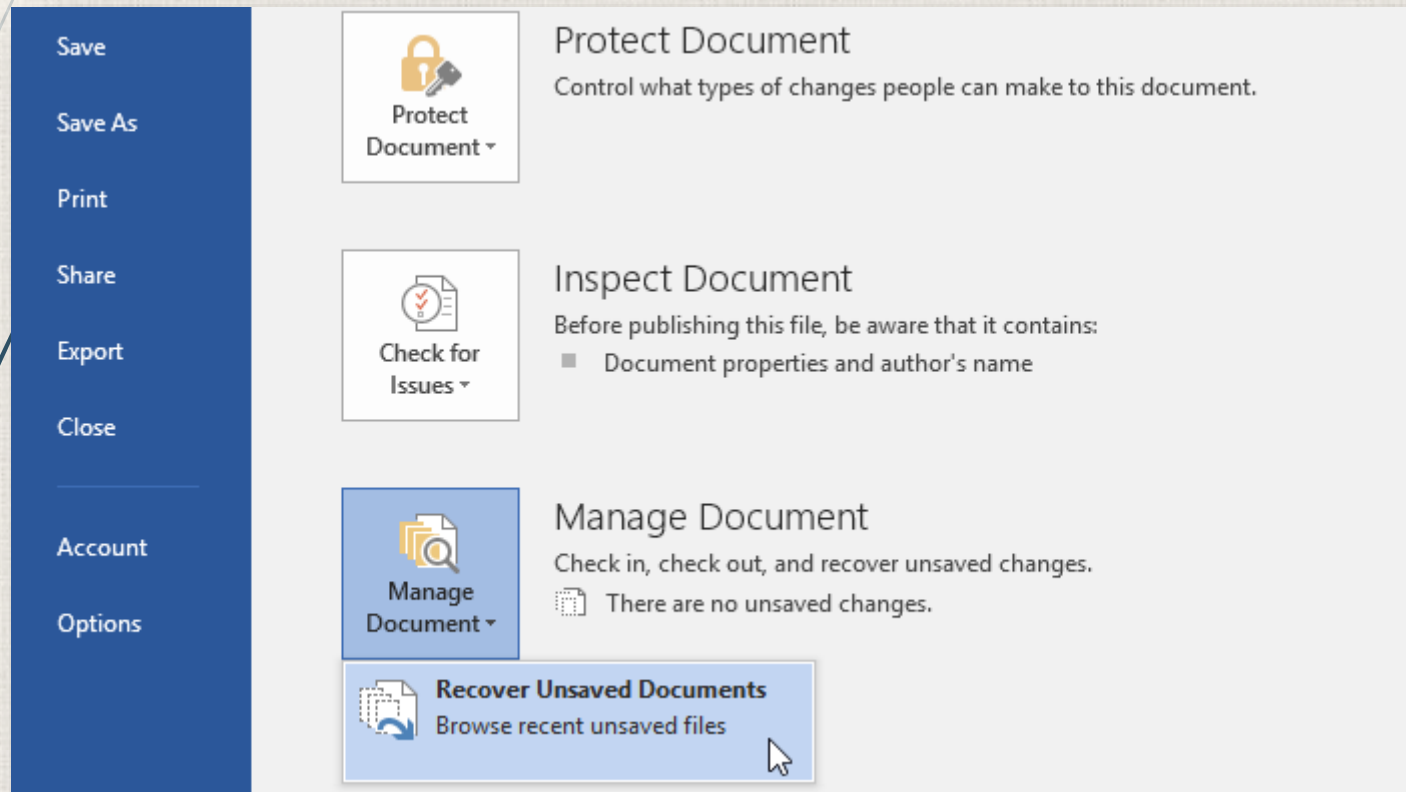 Save
Save As
Print
Share
Export
Close
Account
Options
Protect
Document
Protect Document
Control what types of changes people can make to this document.
Check for
Issues
Inspect Document
Before publishing this file, be aware that it contains:
Document properties and author's name
Manage
Document
Manage Document
Check in, check out, and recover unsaved changes.
There are no unsaved changes.
Recover Unsaved Documents
Browse recent unsaved files